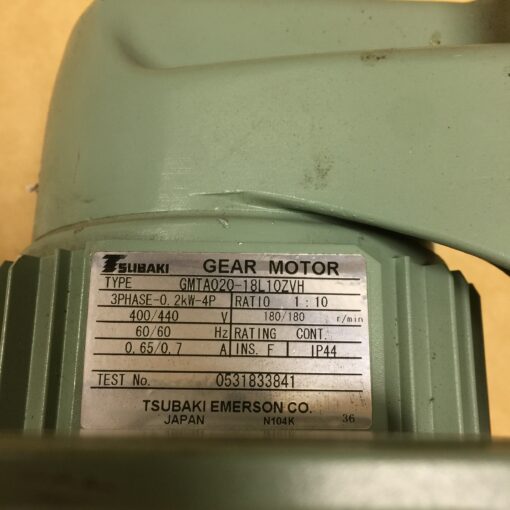 TSUBAKI GEAR MOTOR
TYPE GMTA020-18L10ZVH
3PHASE-0.2kW-4P RATIO 1:10
400/440 V 180/180 r/min
60/60 Hz RATING CONT.
0.65/0.7 A INS. F IP44
TEST No. 0531833841
TSUBAKI EMERSON CO.
JAPAN N104K 36